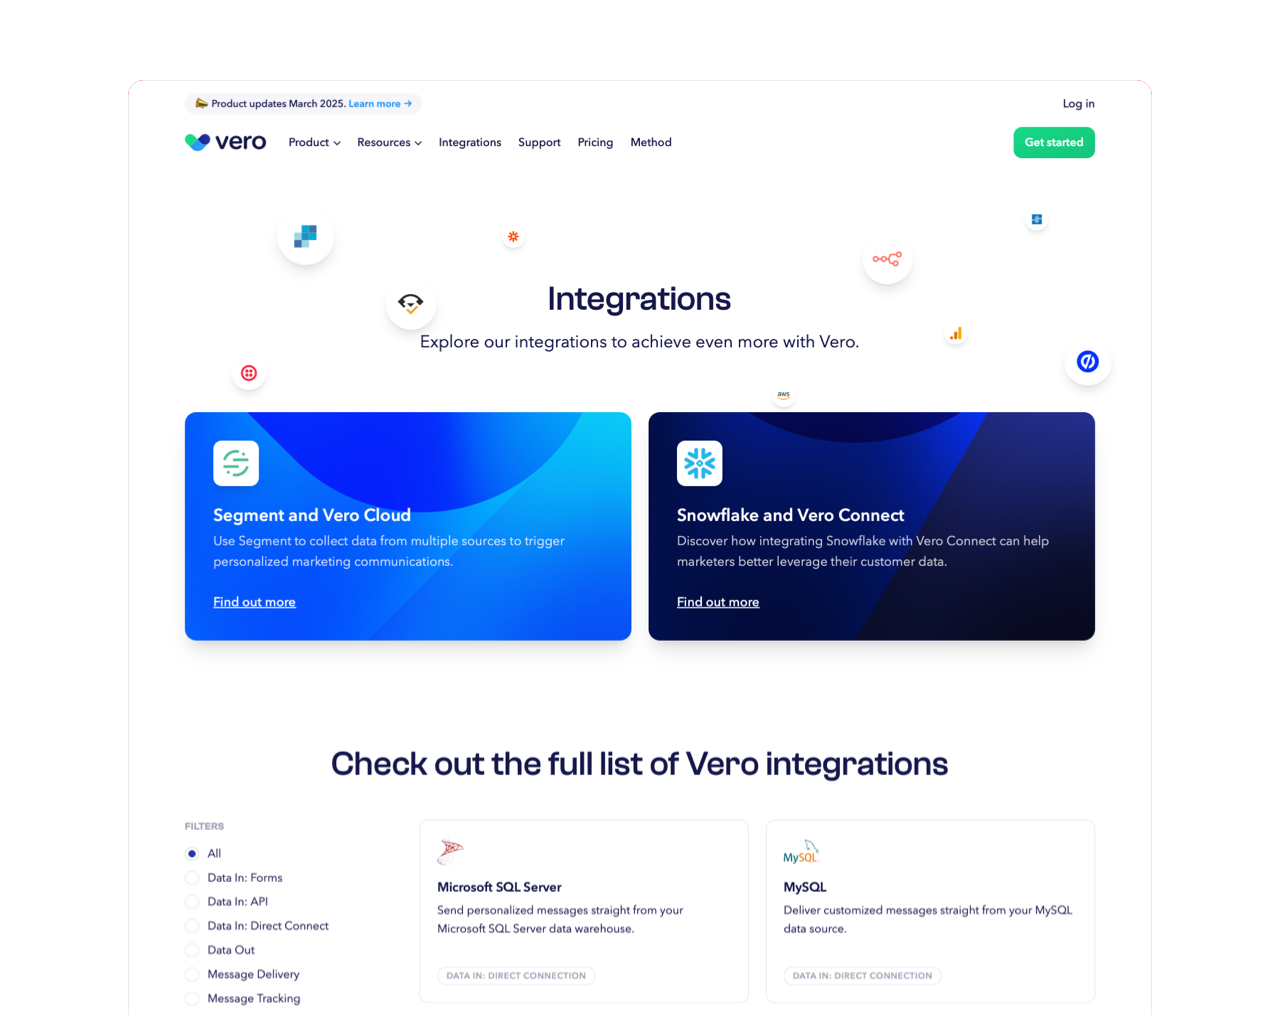 Product updates March 2025. Learn more →
Log in
vero
Product
Resources
Integrations
Support
Pricing
Method
Get started
Integrations
Explore our integrations to achieve even more with Vero.
aws
Segment and Vero Cloud
Use Segment to collect data from multiple sources to trigger
personalized marketing communications.
Find out more
Snowflake and Vero Connect
Discover how integrating Snowflake with Vero Connect can help
marketers better leverage their customer data.
Find out more
Check out the full list of Vero integrations
FILTERS
All
Data In: Forms
Data In: API
Data In: Direct Connect
Data Out
Message Delivery
Message Tracking
Microsoft SQL Server
Send personalized messages straight from your
Microsoft SQL Server data warehouse.
DATA IN: DIRECT CONNECTION
MySQL
MySQL
Deliver customized messages straight from your MySQL
data source.
DATA IN: DIRECT CONNECTION